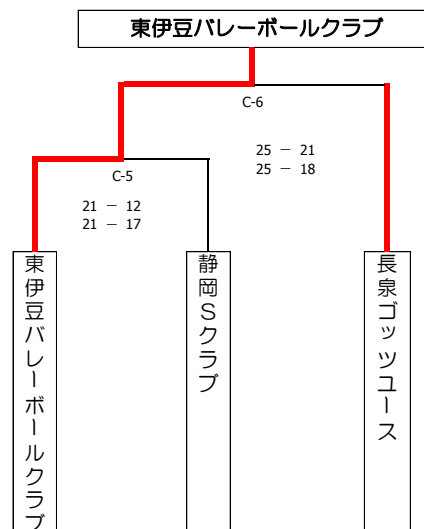 東伊豆バレーボールクラブ
C-6
25 － 21
25 － 18
C-5
21 － 12
21 － 17
東伊豆バレーボールクラブ
静岡Sクラブ
長泉ゴッツユース